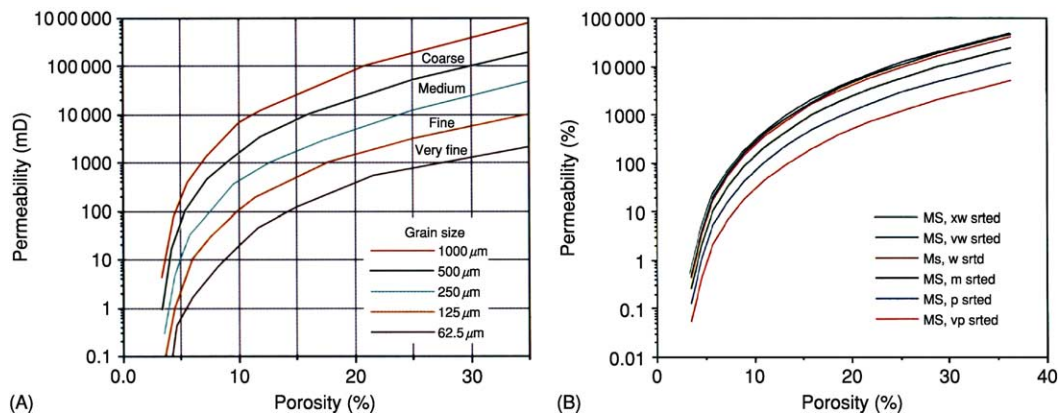 10 00 000
100 000
10 000
1000
100
10
1
0.1
Permeability (mD)
0.0
10
20
30
Porosity (%)
Coarse
Medium
Fine
Very fine
Grain size
1000 μm
500 μm
250 μm
125 μm
62.5 μm
(A)
100 000
10 000
1000
100
10
1
0.1
0.01
Permeability (%)
0
10
20
30
40
Porosity (%)
MS, xw srted
MS, vw srted
Ms, w srtd
MS, m srted
MS, p srted
MS, vp srted
(B)